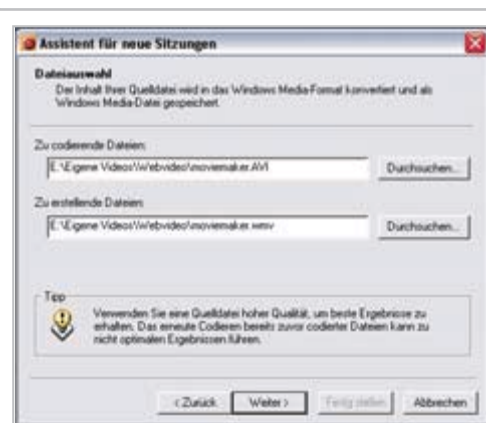 Assistent für neue Sitzungen
Dateiauswahl
Der Inhalt Ihrer Quelldatei wird in das Windows Media-Format konvertiert und als
Windows Media-Datei gespeichert.
Zu codierende Dateien:
E:\Eigene Videos\Webvideo\moviemaker.AVI
Durchsuchen...
Zu erstellende Dateien:
E:\Eigene Videos\Webvideo\moviemaker.wmv
Durchsuchen...
Tipp
Verwenden Sie eine Quelldatei hoher Qualität, um beste Ergebnisse zu
erhalten. Das erneute Codieren bereits zuvor codierter Dateien kann zu
nicht optimalen Ergebnissen führen.
< Zurück
Weiter >
Fertig stellen
Abbrechen